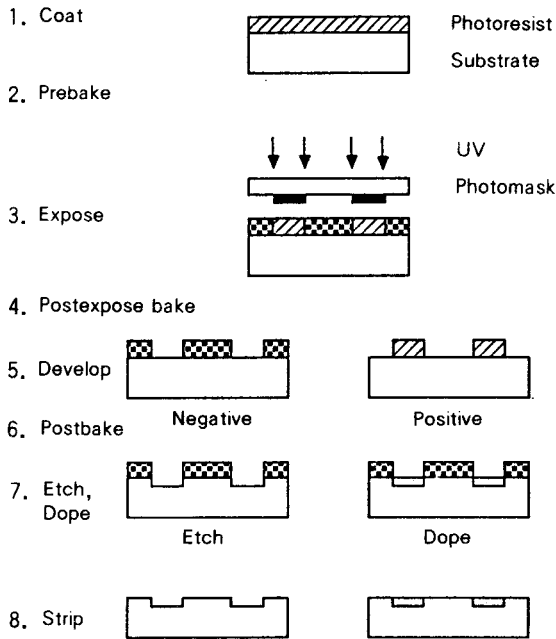 1. Coat
Photoresist
Substrate
2. Prebake
UV
Photomask
3. Expose
4. Postexpose bake
5. Develop
Negative
Positive
6. Postbake
7. Etch,
Dope
Etch
Dope
8. Strip